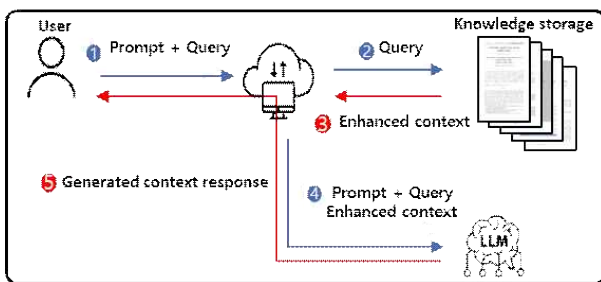 User
Knowledge storage
1 Prompt + Query
2 Query
3 Enhanced context
5 Generated context response
4 Prompt + Query
Enhanced context
LLM